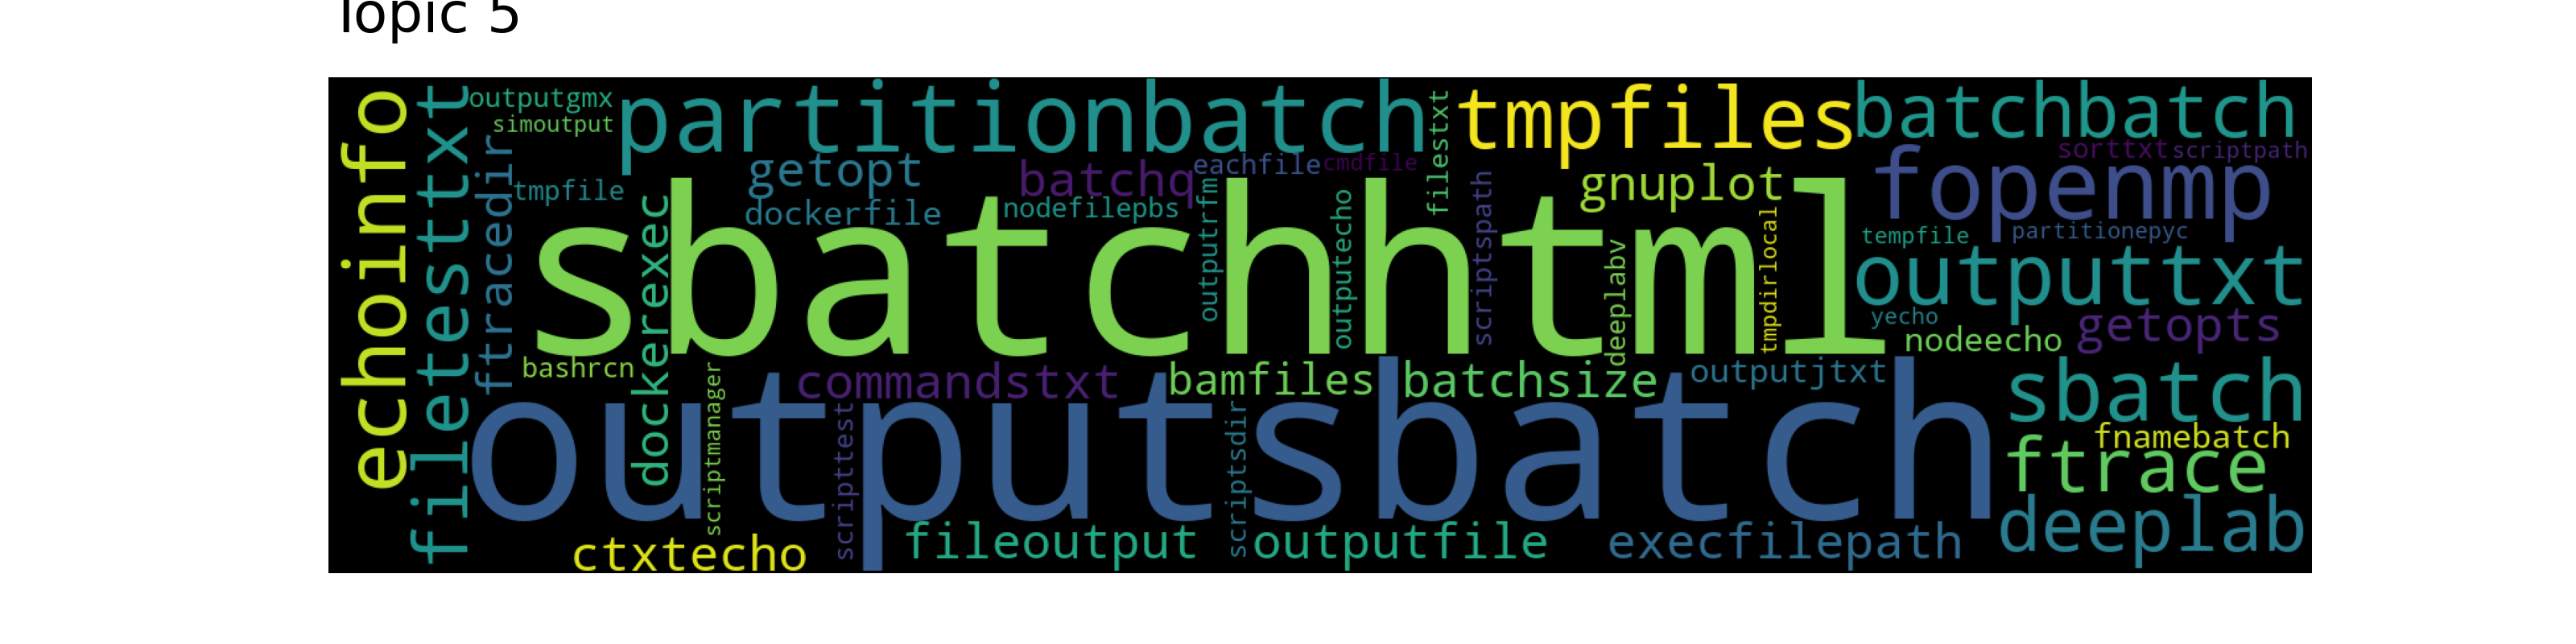 Topic 5
echoinfo
filettesttxt
outputgmx
simoutput
ftracedir
tmpfile
partitionbatch
filestxt
tmpfiles
batchbatch
getopt
dockerfile
batchq
eachfile
cmdfile
nodefilepbs
gnuplot
sorttxt
scriptpath
fopenmp
tempfile
partitionepyc
sbatchhtml
dockerexec
outputrfm
outputecho
scriptspath
deeplabv
tmpdirlocal
outputtxt
yecho
nodeecho
getopts
bashrcn
scriptmanager
commandstxt
bamfiles
batchsize
outputjtxt
sbatch
outputsbatch
scripttest
scriptsdir
fnamebatch
ftrace
deeplab
ctxtecho
fileoutput
outputfile
execfilepath